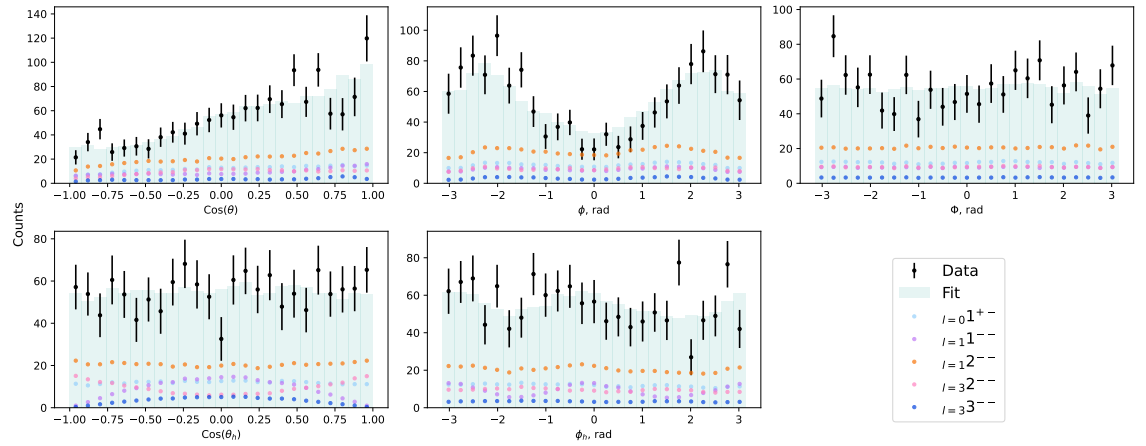 Counts
140
120
100
80
60
40
20
0
−1.00 −0.75 −0.50 −0.25 0.00 0.25 0.50 0.75 1.00
Cos(θ)
100
80
60
40
20
0
−3 −2 −1 0 1 2 3
ϕ, rad
100
80
60
40
20
0
−3 −2 −1 0 1 2 3
Φ, rad
80
60
40
20
0
−1.00 −0.75 −0.50 −0.25 0.00 0.25 0.50 0.75 1.00
Cos(θₕ)
80
60
40
20
0
−3 −2 −1 0 1 2 3
ϕₕ, rad
Data
Fit
l=0 1⁺⁻
l=1 1⁻⁻
l=1 2⁻⁻
l=3 2⁻⁻
l=3 3⁻⁻